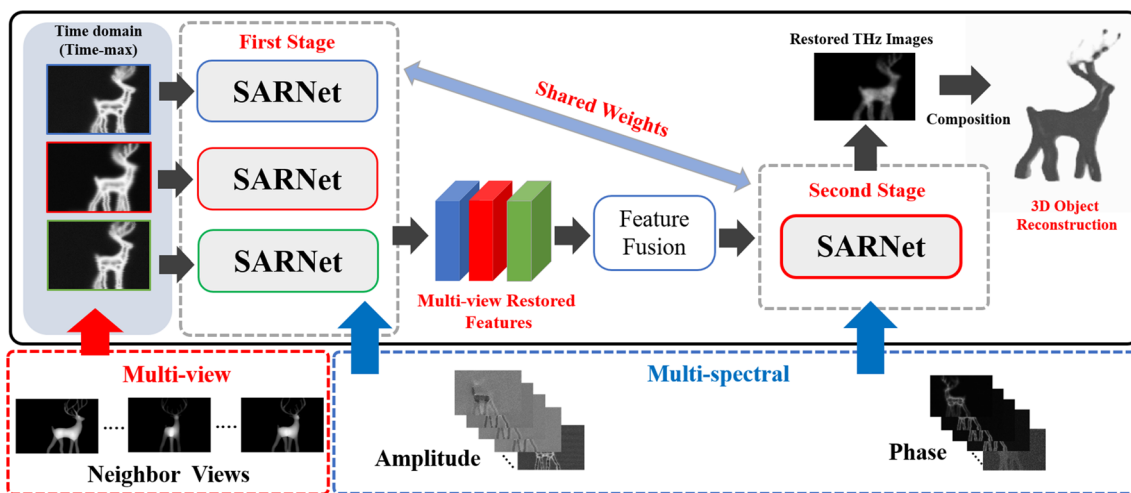 Time domain
(Time-max)
First Stage
SARNet
SARNet
SARNet
Shared Weights
Multi-view Restored
Features
Feature
Fusion
Second Stage
SARNet
Restored THz Images
Composition
3D Object
Reconstruction
Multi-view
....
....
Neighbor Views
Multi-spectral
Amplitude
Phase